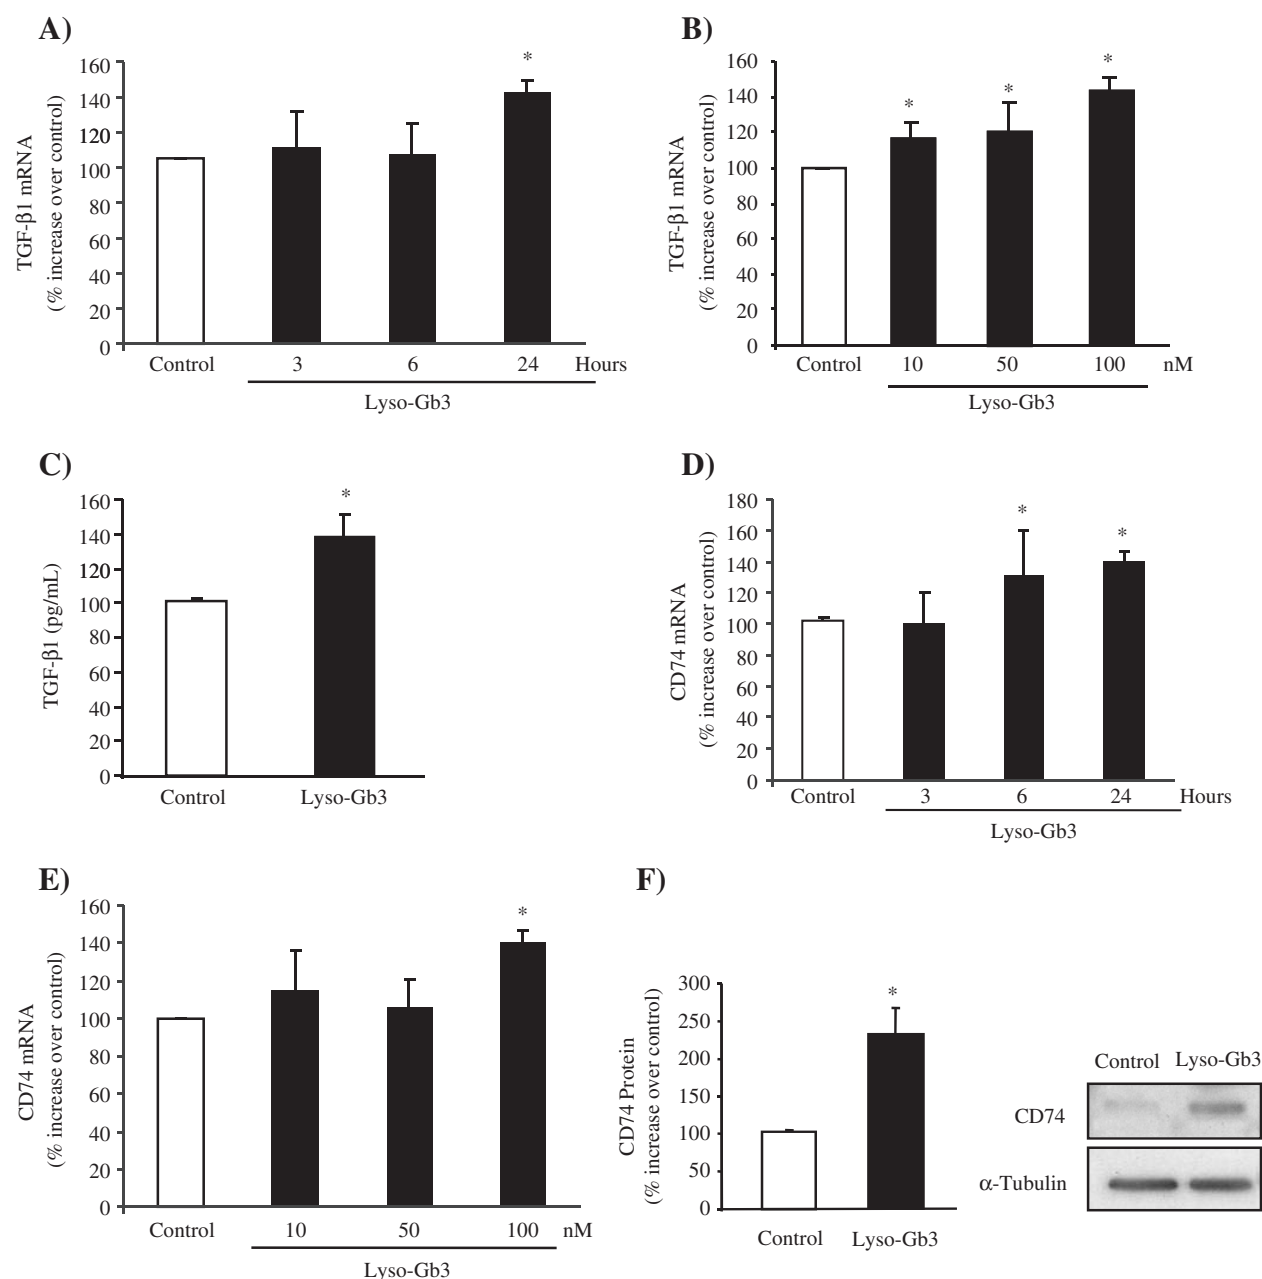 A)
TGF-β1 mRNA
(% increase over control)
160
140
120
100
80
60
40
20
0
*
Control
3
6
24
Hours
Lyso-Gb3
B)
TGF-β1 mRNA
(% increase over control)
160
140
120
100
80
60
40
20
0
*
*
*
Control
10
50
100
nM
Lyso-Gb3
C)
TGF-β1 (pg/mL)
160
140
120
100
80
60
40
20
0
*
Control
Lyso-Gb3
D)
CD74 mRNA
(% increase over control)
180
160
140
120
100
80
60
40
20
0
*
*
Control
3
6
24
Hours
Lyso-Gb3
E)
CD74 mRNA
(% increase over control)
160
140
120
100
80
60
40
20
0
*
Control
10
50
100
nM
Lyso-Gb3
F)
CD74 Protein
(% increase over control)
300
250
200
150
100
50
0
*
Control
Lyso-Gb3
Control Lyso-Gb3
CD74
α-Tubulin